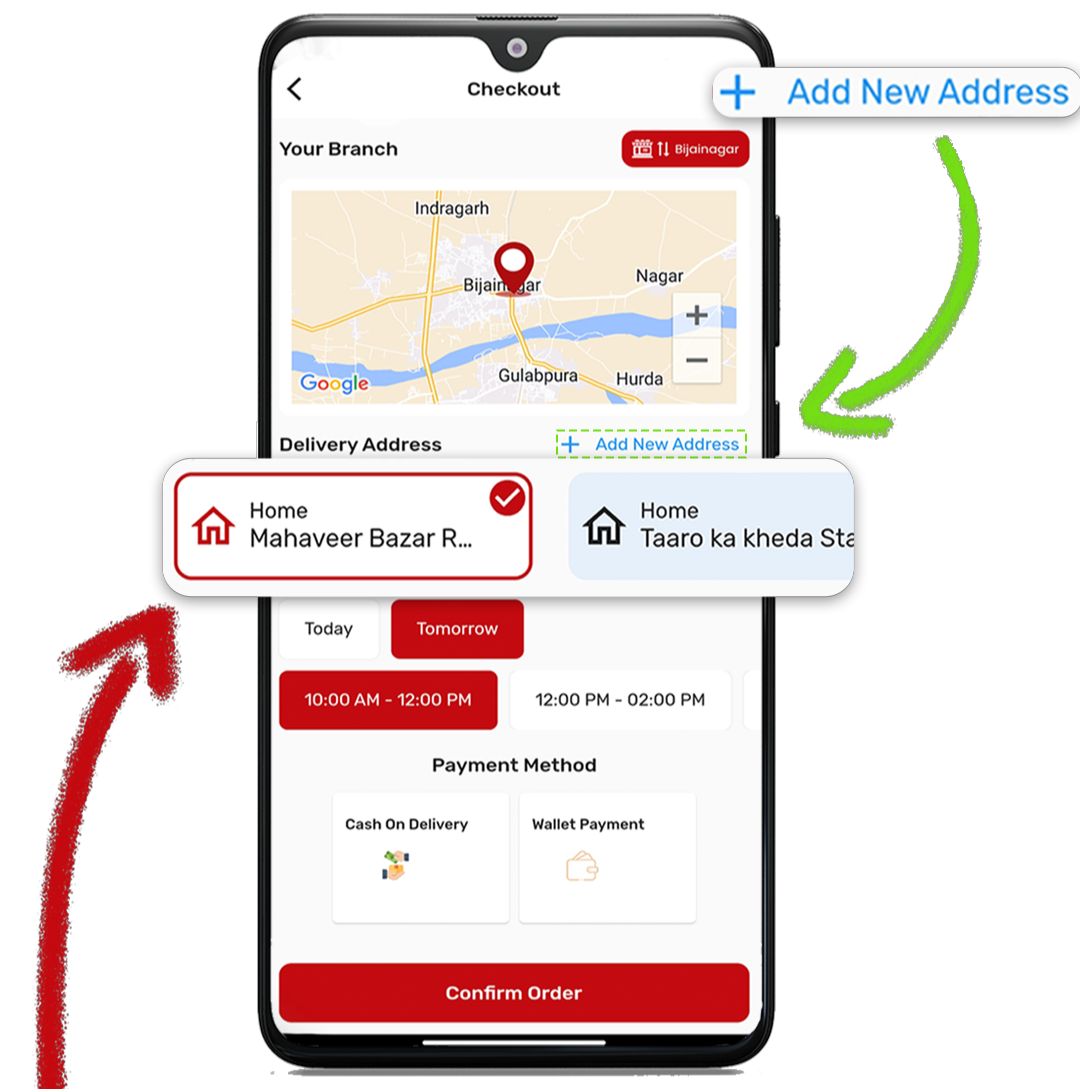 Checkout
Add New Address
Your Branch
Bijainagar
Indragarh
Bijainagar
Nagar
Gulabpura
Hurda
Google
Delivery Address
Add New Address
Home
Mahaveer Bazar R...
Home
Taaro ka kheda Sta
Today
Tomorrow
10:00 AM - 12:00 PM
12:00 PM - 02:00 PM
Payment Method
Cash On Delivery
Wallet Payment
Confirm Order